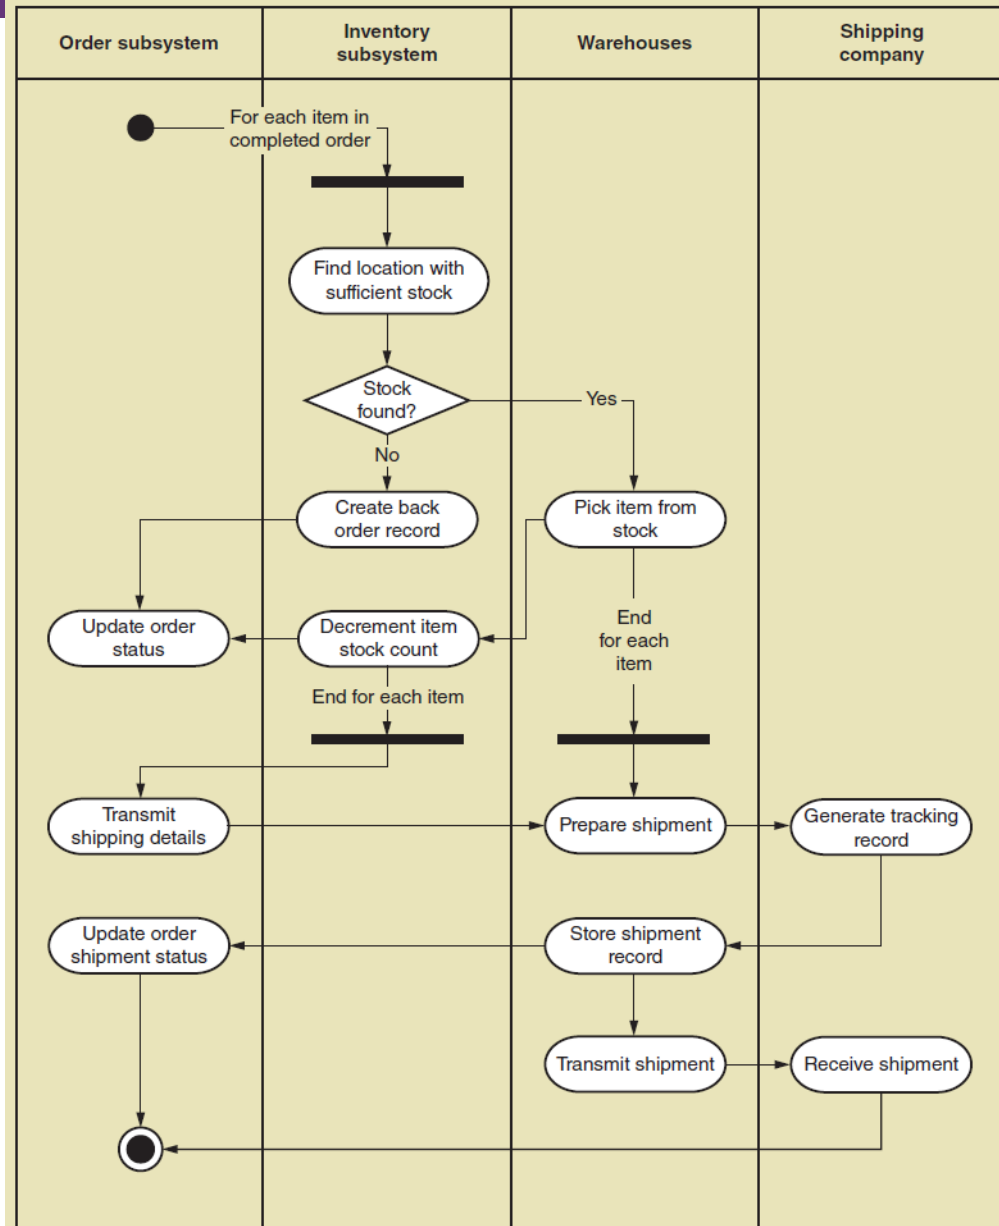 Order subsystem
Inventory
subsystem
Warehouses
Shipping
company
For each item in
completed order
Find location with
sufficient stock
Stock
found?
Yes
No
Create back
order record
Pick item from
stock
Update order
status
Decrement item
stock count
End
for each
item
End for each item
Transmit
shipping details
Prepare shipment
Generate tracking
record
Update order
shipment status
Store shipment
record
Transmit shipment
Receive shipment